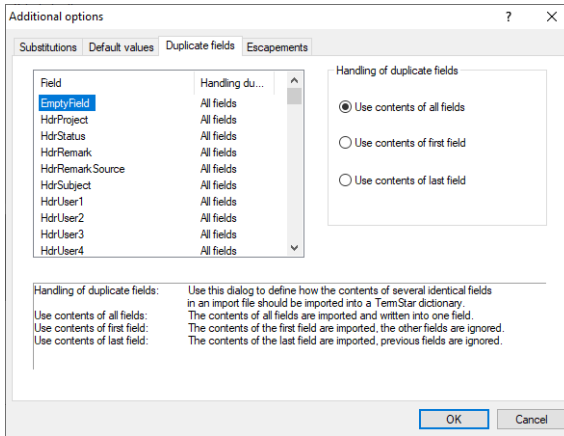 Additional options
?
Substitutions Default values Duplicate fields Escapements
Field Handling du...
EmptyField All fields
HdrProject All fields
HdrStatus All fields
HdrRemark All fields
HdrRemarkSource All fields
HdrSubject All fields
HdrUser1 All fields
HdrUser2 All fields
HdrUser3 All fields
HdrUser4 All fields
Handling of duplicate fields
Use contents of all fields
Use contents of first field
Use contents of last field
Handling of duplicate fields: Use this dialog to define how the contents of several identical fields
in an import file should be imported into a TermStar dictionary.
Use contents of all fields: The contents of all fields are imported and written into one field.
Use contents of first field: The contents of the first field are imported, the other fields are ignored.
Use contents of last field: The contents of the last field are imported, previous fields are ignored.
OK Cancel